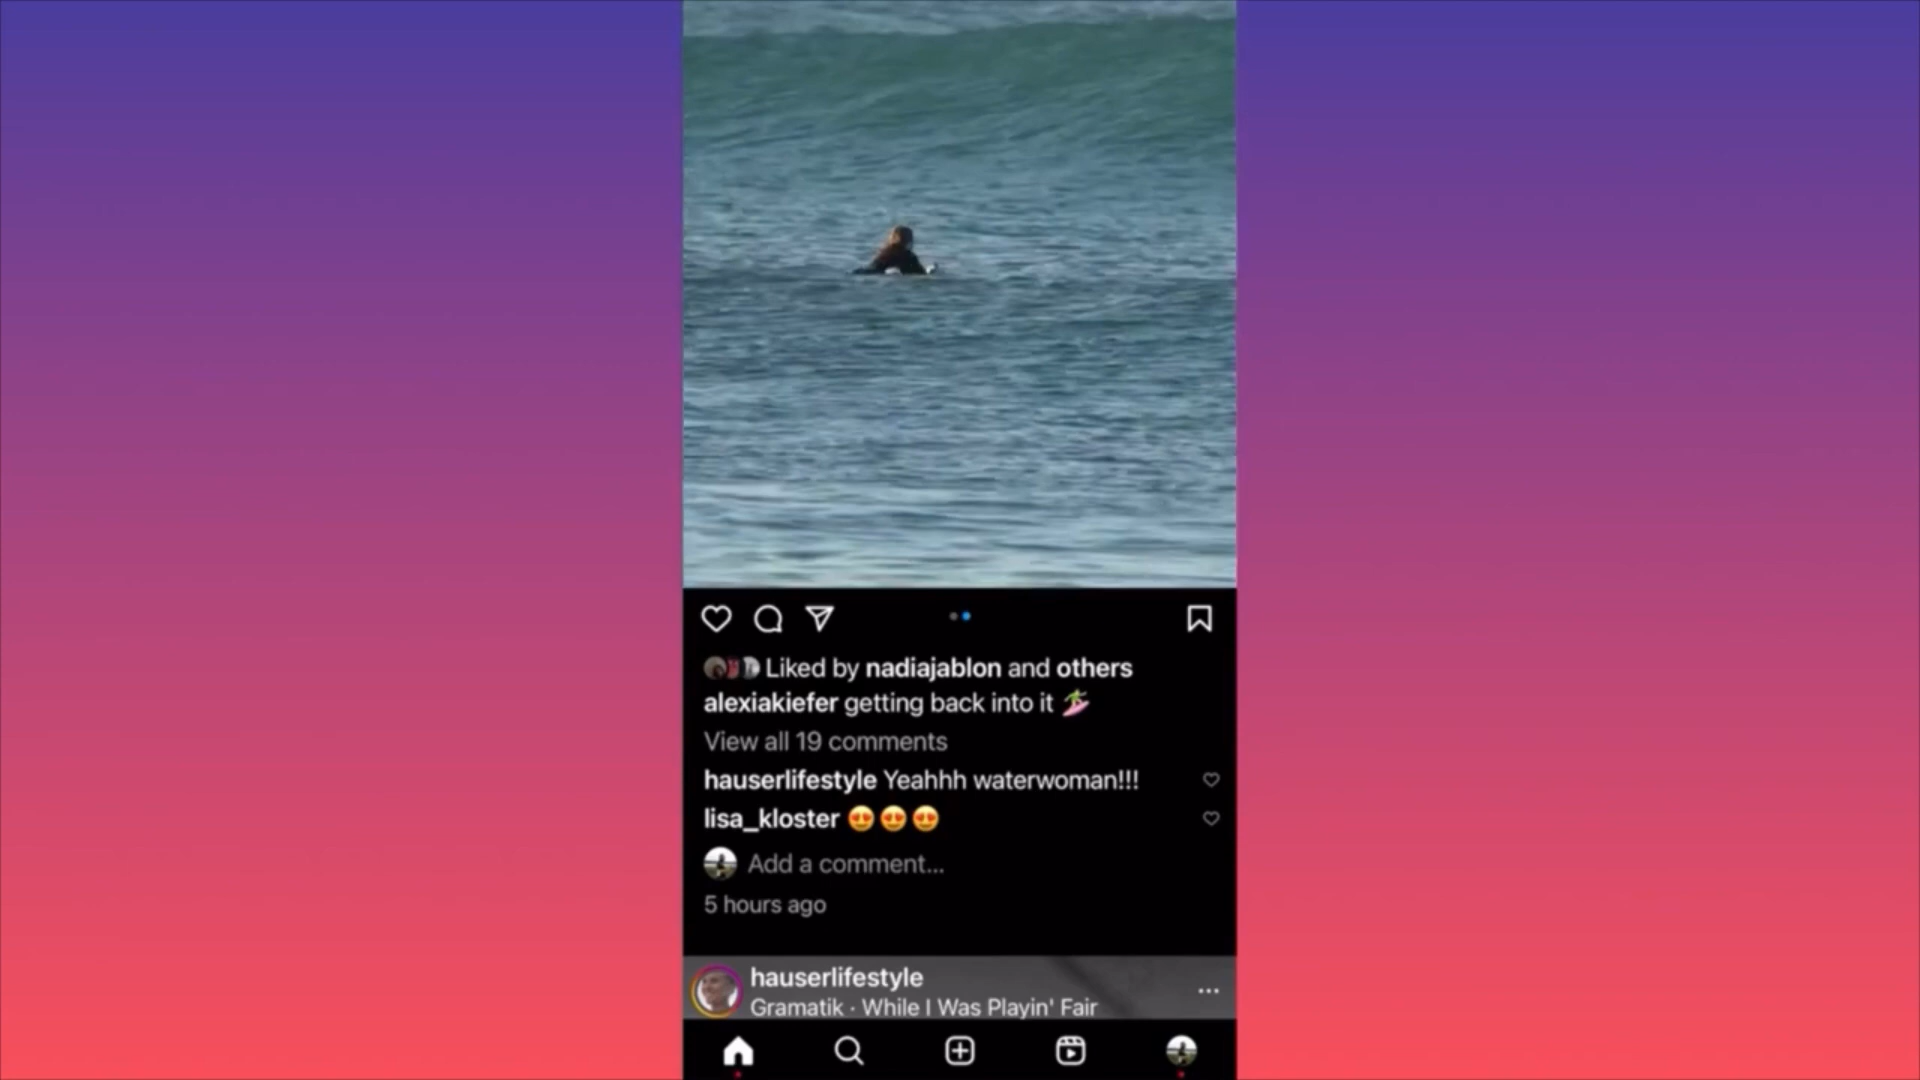 Liked by nadiajablon and others
alexiakiefer getting back into it 🏄
View all 19 comments
hauserlifestyle Yeahhh waterwoman!!!
lisa_kloster 😍😍😍
Add a comment...
5 hours ago
hauserlifestyle
Gramatik · While I Was Playin' Fair